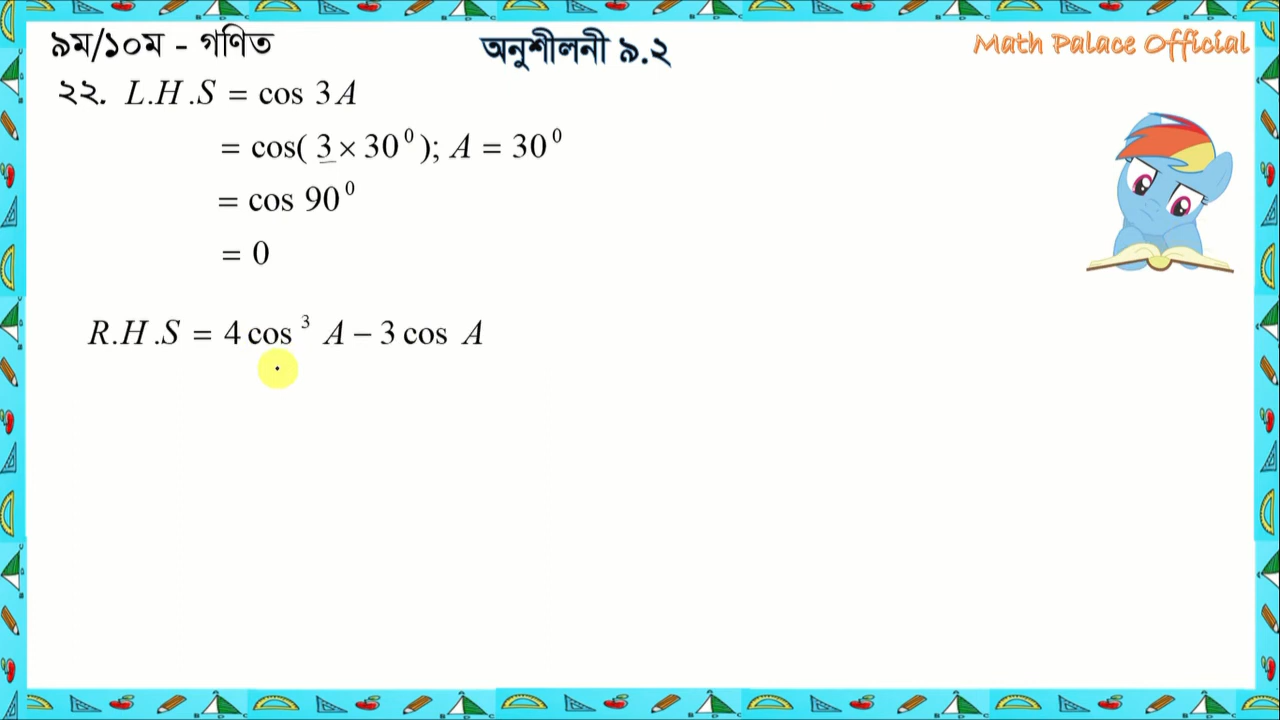 ৯ম/১০ম - গণিত
অনুশীলনী ৯.২
Math Palace Official
২২. L.H.S = cos 3A
= cos( 3 × 30⁰ ); A = 30⁰
= cos 90⁰
= 0
R.H.S = 4 cos³ A − 3 cos A